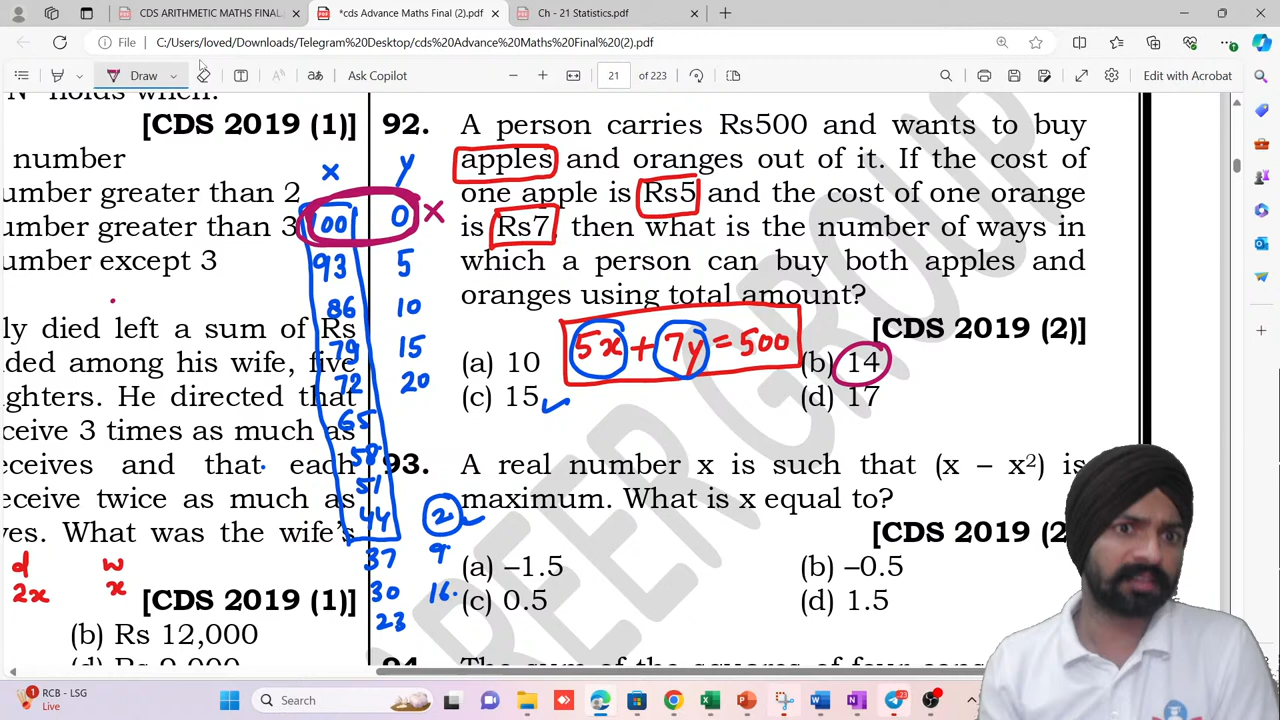 CDS ARITHMETIC MATHS FINAL
*cds Advance Maths Final (2).pdf
Ch - 21 Statistics.pdf
File
C:/Users/loved/Downloads/Telegram%20Desktop/cds%20Advance%20Maths%20Final%20(2).pdf
Draw
Ask Copilot
21 of 223
Edit with Acrobat
holds when:
[CDS 2019 (1)]
number
umber greater than 2
umber greater than 3
umber except 3
ly died left a sum of Rs
ded among his wife, five
ghters. He directed that
ceive 3 times as much as
eceives and that each
eceive twice as much as
ves. What was the wife's
d w
2x x
[CDS 2019 (1)]
(b) Rs 12,000
x y
100 0 x
93 5
86 10
79 15
72 20
65
58
51
44 2
37 9
30 16
23
92. A person carries Rs500 and wants to buy
apples and oranges out of it. If the cost of
one apple is Rs5 and the cost of one orange
is Rs7 then what is the number of ways in
which a person can buy both apples and
oranges using total amount?
[CDS 2019 (2)]
5x + 7y = 500
(a) 10 (b) 14
(c) 15 (d) 17
93. A real number x is such that (x – x²) is
maximum. What is x equal to?
[CDS 2019 (2
(a) –1.5 (b) –0.5
(c) 0.5 (d) 1.5
REER GROUP
RCB - LSG
Live
Search